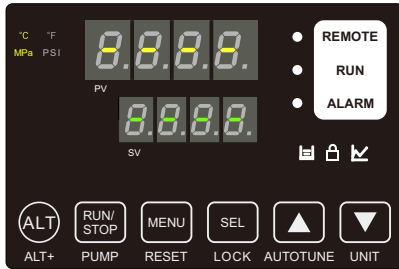 °C °F
MPa PSI
- - - -
PV
- - - -
SV
REMOTE
RUN
ALARM
ALT RUN/STOP MENU SEL
ALT+ PUMP RESET LOCK AUTOTUNE UNIT